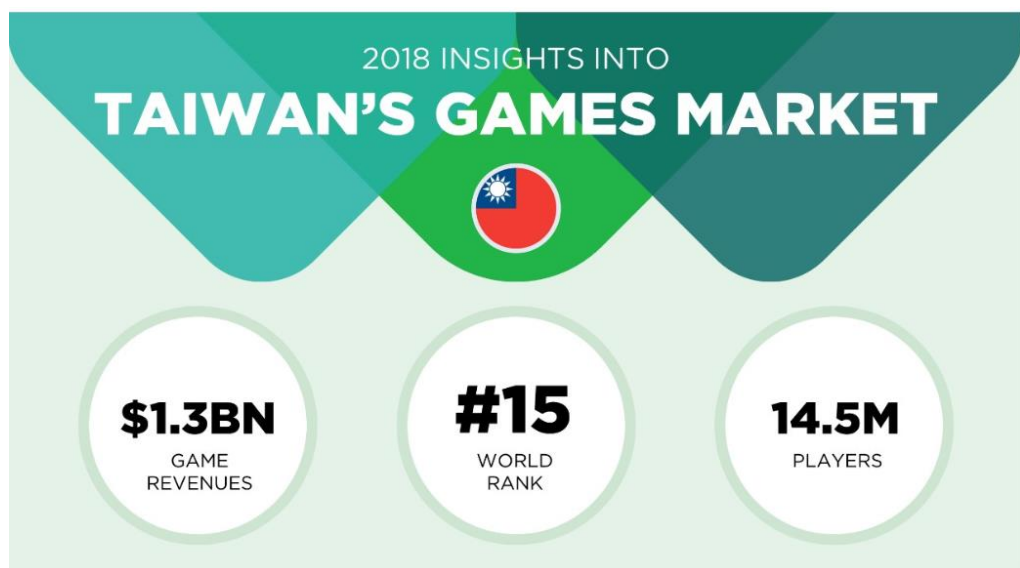 2018 INSIGHTS INTO
TAIWAN'S GAMES MARKET
$1.3BN
GAME
REVENUES
#15
WORLD
RANK
14.5M
PLAYERS